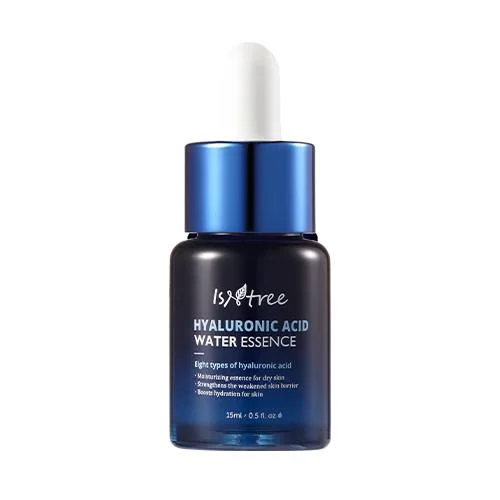 Isntree
HYALURONIC ACID
WATER ESSENCE
Eight types of hyaluronic acid
· Moisturizing essence for dry skin
· Strengthens the weakened skin barrier
· Boosts hydration for skin
15ml / 0.5 fl. oz. e